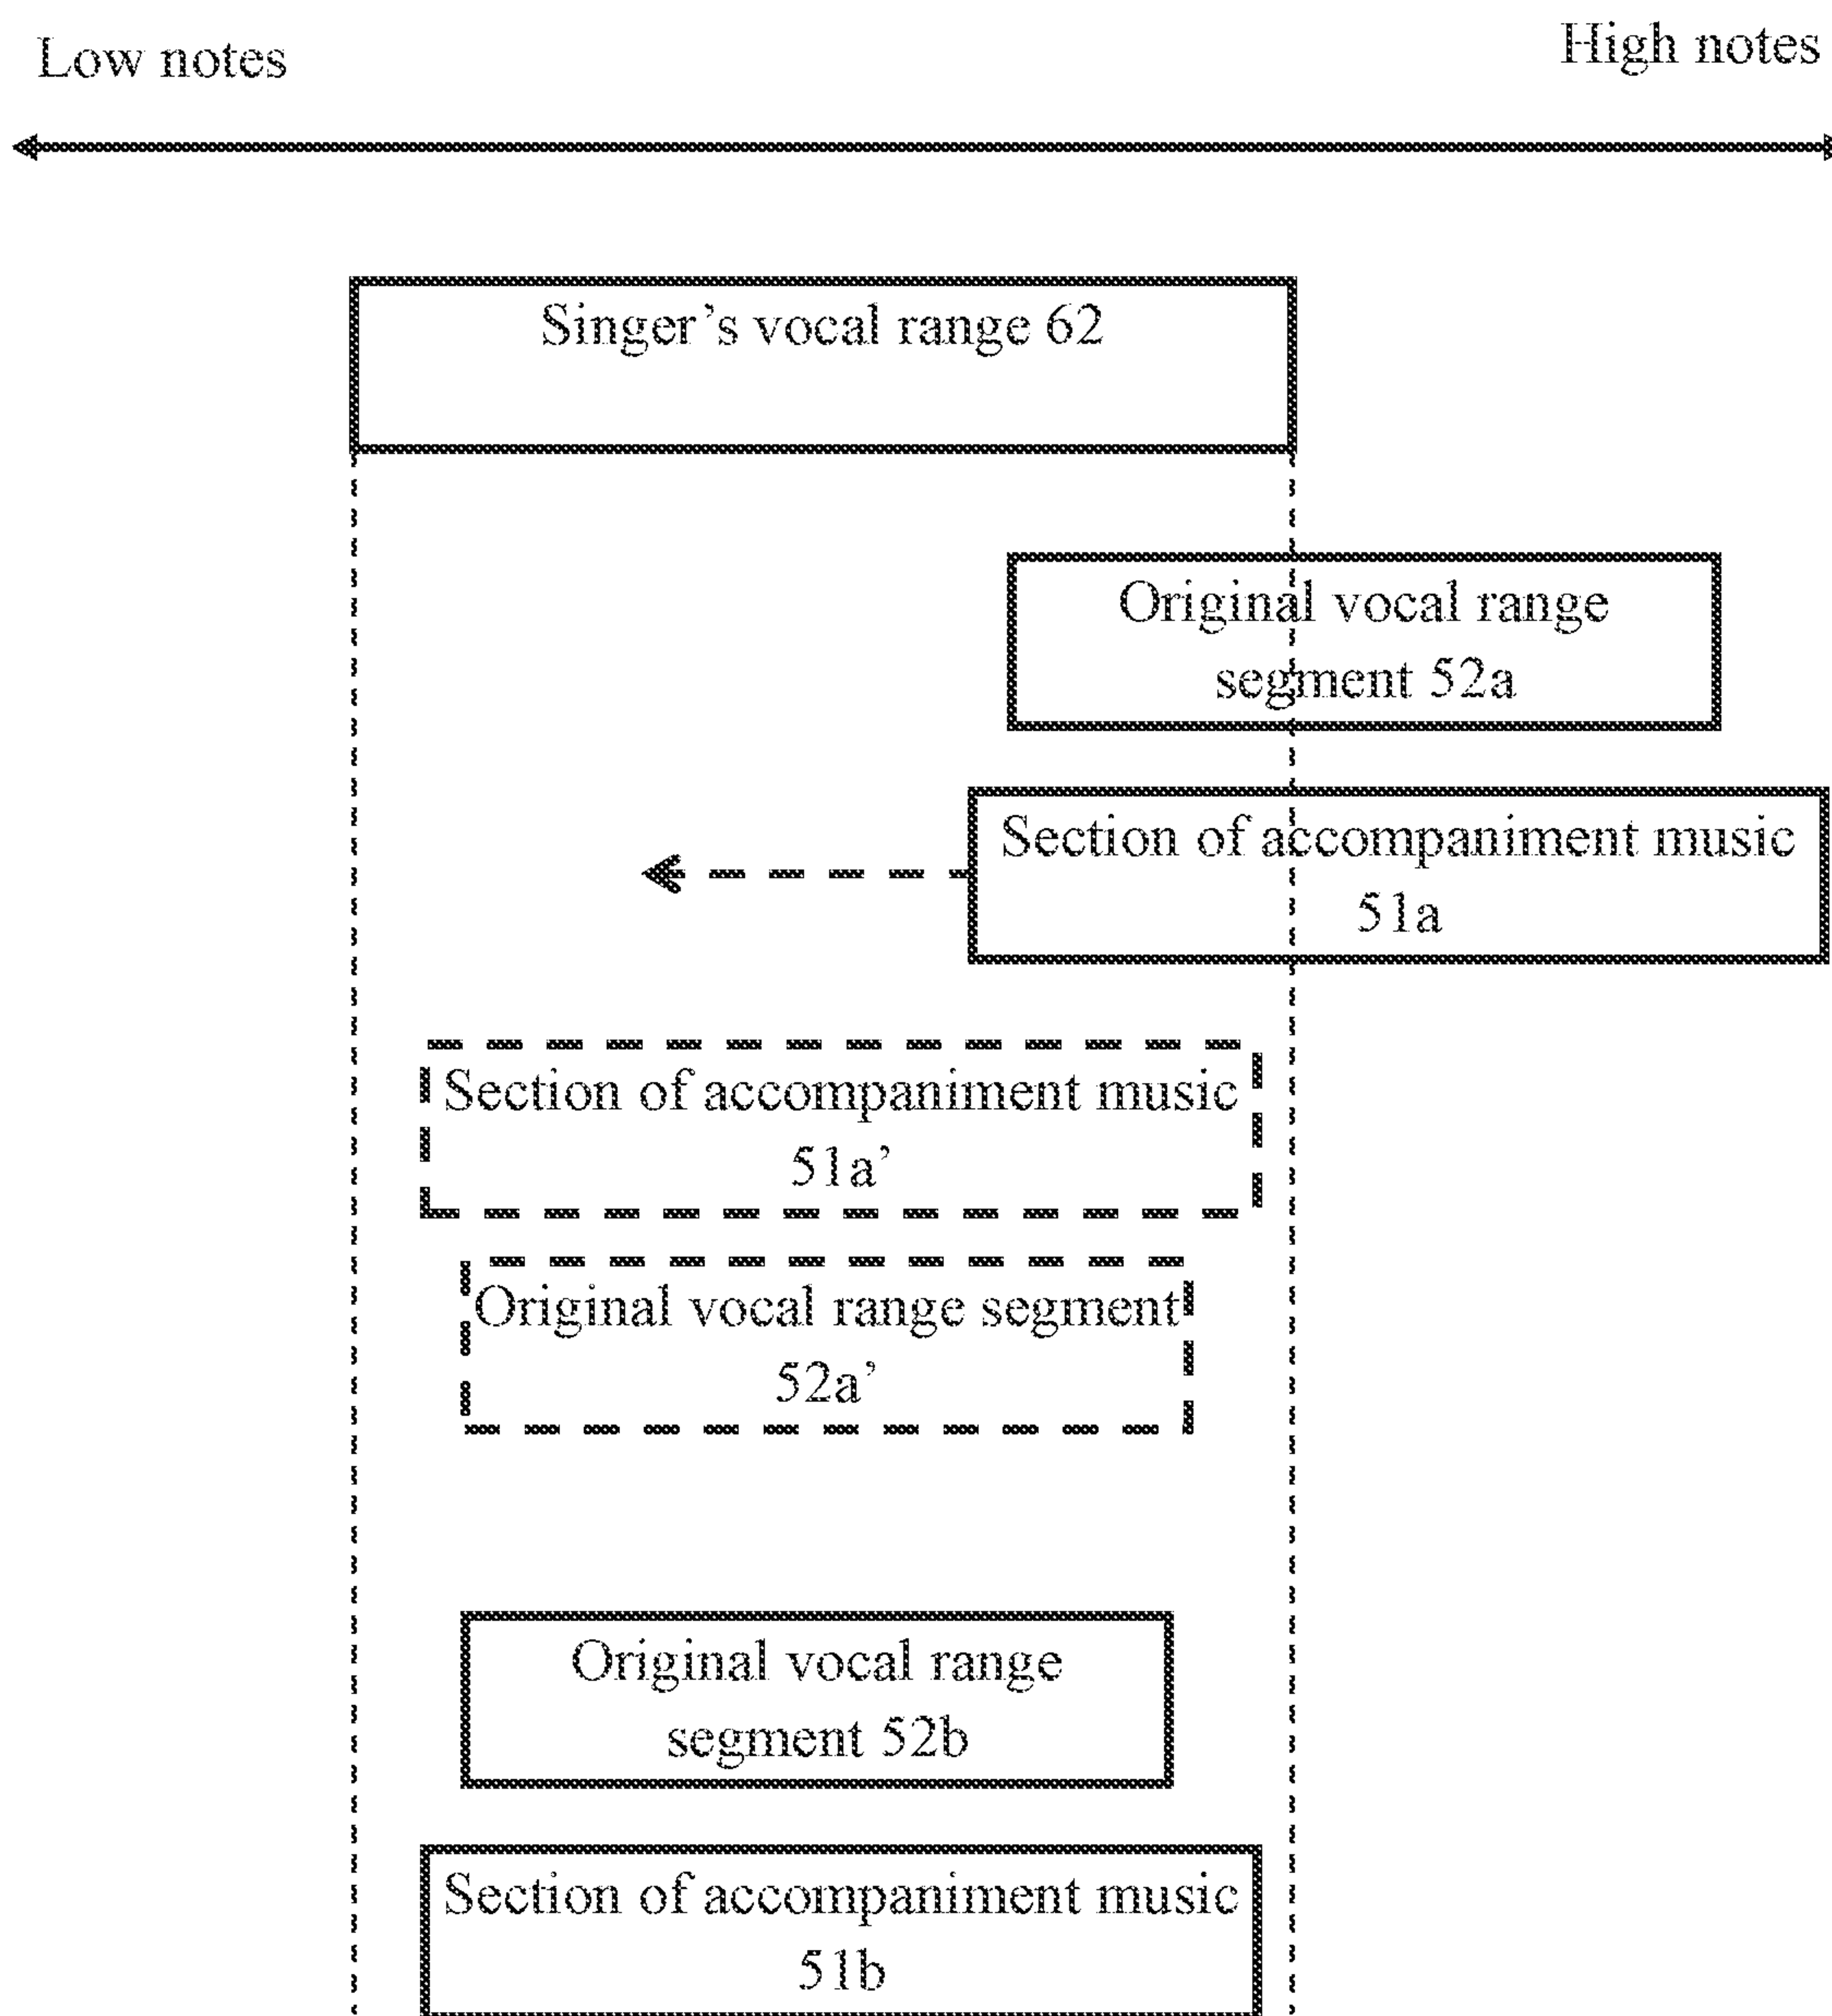 Low notes
High notes
Singer's vocal range 62
Original vocal range
segment 52a
Section of accompaniment music
51a
Section of accompaniment music
51a'
Original vocal range segment
52a'
Original vocal range
segment 52b
Section of accompaniment music
51b